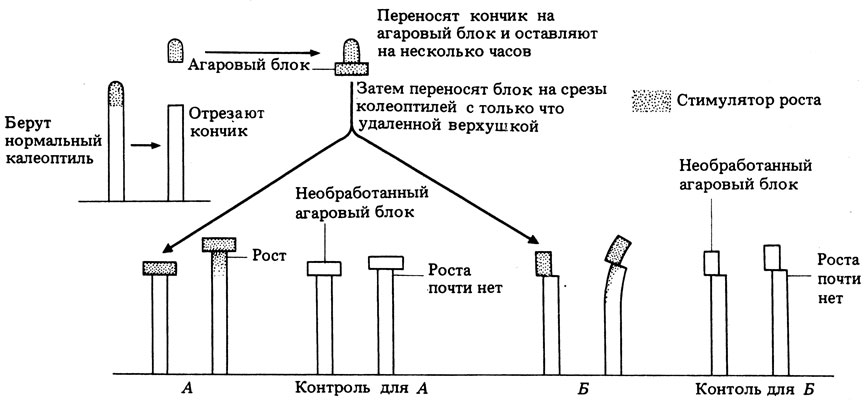 Переносят кончик на
агаровый блок и оставляют
на несколько часов
Агаровый блок
Затем переносят блок на срезы
колеоптилей с только что
удаленной верхушкой
Стимулятор роста
Берут
нормальный
калеоптиль
Отрезают
кончик
Необработанный
агаровый блок
Необработанный
агаровый блок
Рост
Роста
почти нет
Роста
почти
нет
А
Контроль для А
Б
Контоль для Б